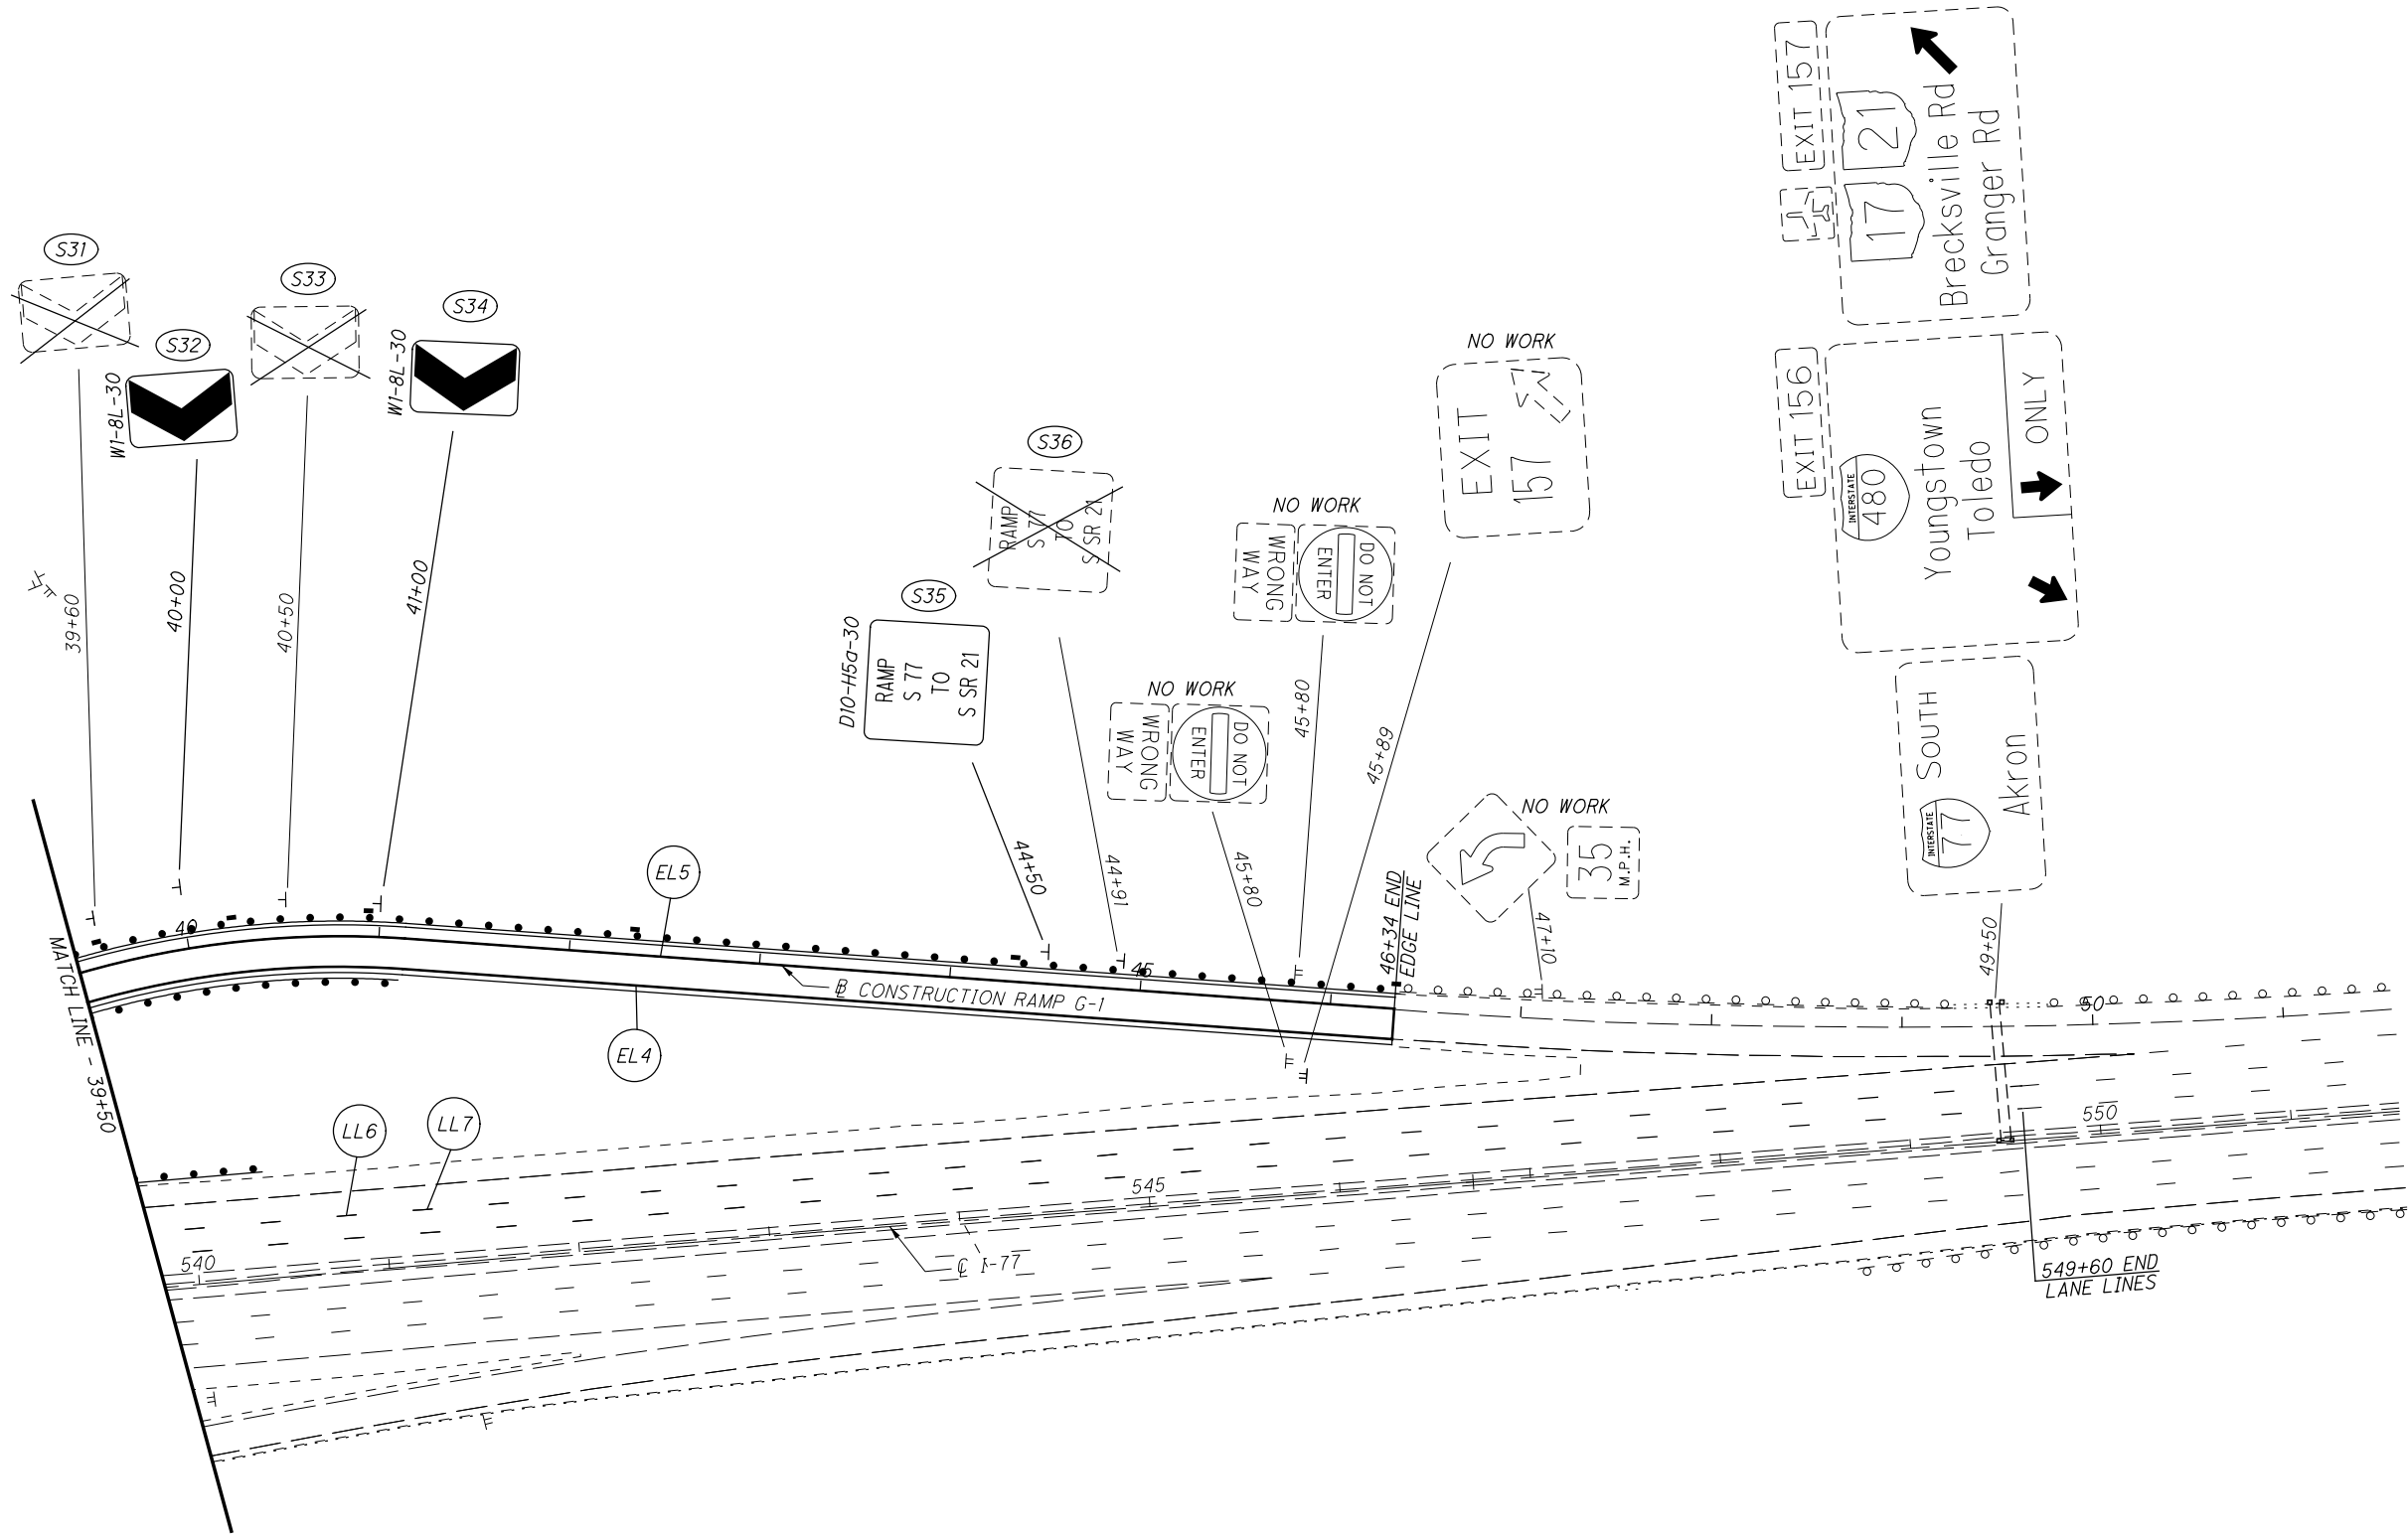 S31
S32
W1-8L-30
S33
S34
W1-8L-30
39+60
40+00
40+50
41+00
S35
D10-H5a-30
RAMP
S 77
TO
S SR 21
44+50
S36
RAMP
S 77
TO
S SR 21
44+91
NO WORK
DO NOT
ENTER
WRONG
WAY
45+80
NO WORK
DO NOT
ENTER
WRONG
WAY
45+80
NO WORK
EXIT
157
45+89
NO WORK
35
M.P.H.
47+10
EXIT 157
17 21
Brecksville Rd
Granger Rd
EXIT 156
INTERSTATE
480
Youngstown
Toledo
ONLY
INTERSTATE
77
SOUTH
Akron
49+50
46+34 END
EDGE LINE
MATCH LINE - 39+50
40
45
50
EL5
EL4
℄ CONSTRUCTION RAMP G-1
LL6
LL7
540
545
550
℄ I-77
549+60 END
LANE LINES